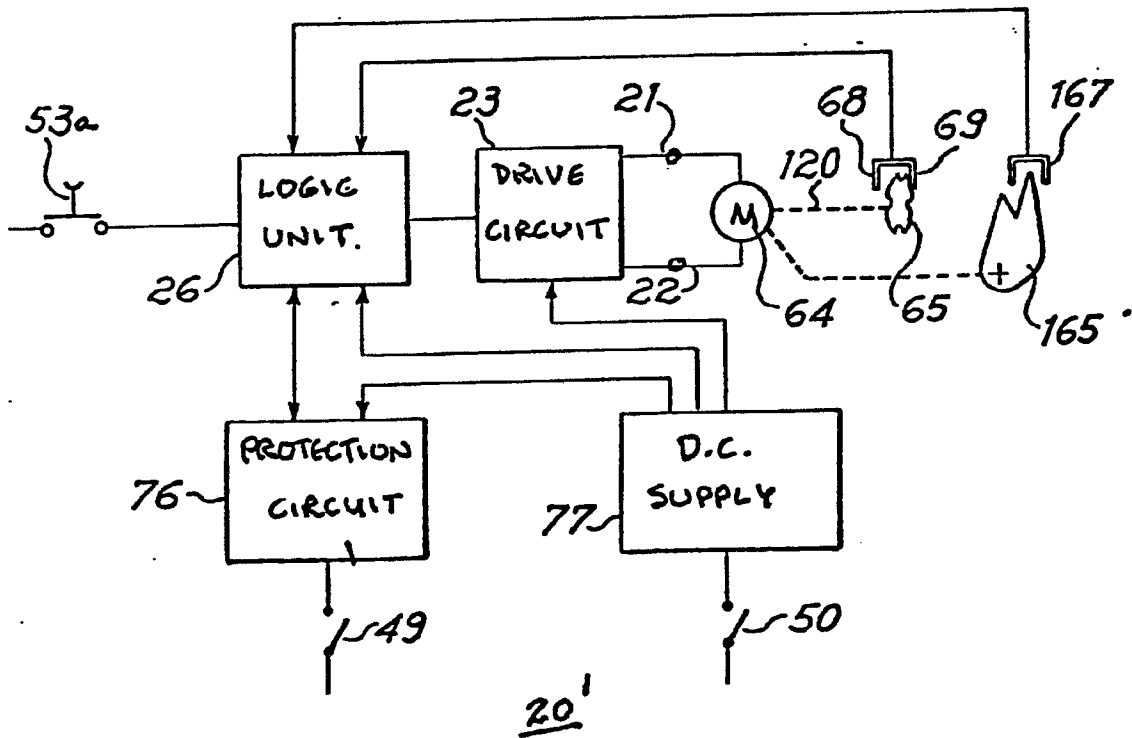 53a
23
21
68
69
167
LOGIC
UNIT.
DRIVE
CIRCUIT
120
M
26
22
64
65
165
PROTECTION
CIRCUIT
D.C.
SUPPLY
76
77
49
50
20'